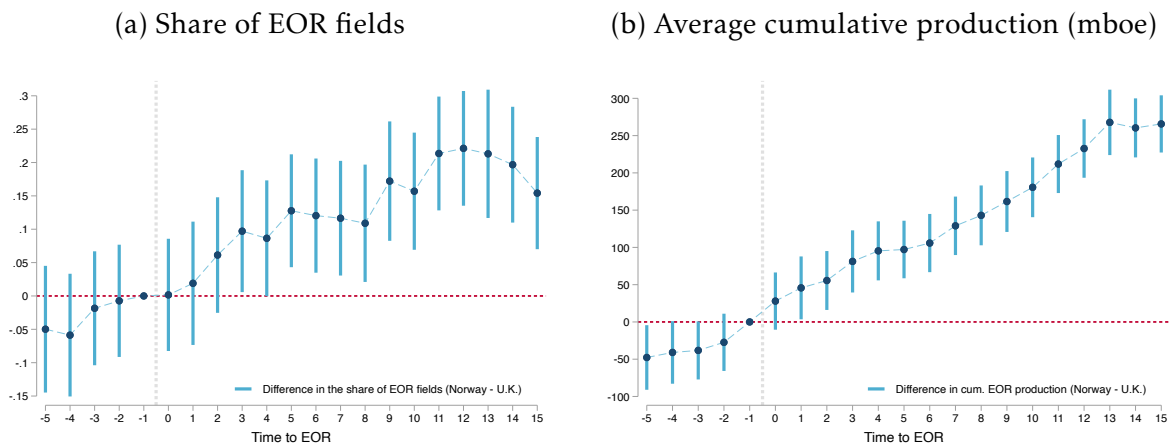 (a) Share of EOR fields
.3
.25
.2
.15
.1
.05
0
-.05
-.1
-.15
Difference in the share of EOR fields (Norway - U.K.)
-5 -4 -3 -2 -1 0 1 2 3 4 5 6 7 8 9 10 11 12 13 14 15
Time to EOR
(b) Average cumulative production (mboe)
300
250
200
150
100
50
0
-50
-100
Difference in cum. EOR production (Norway - U.K.)
-5 -4 -3 -2 -1 0 1 2 3 4 5 6 7 8 9 10 11 12 13 14 15
Time to EOR